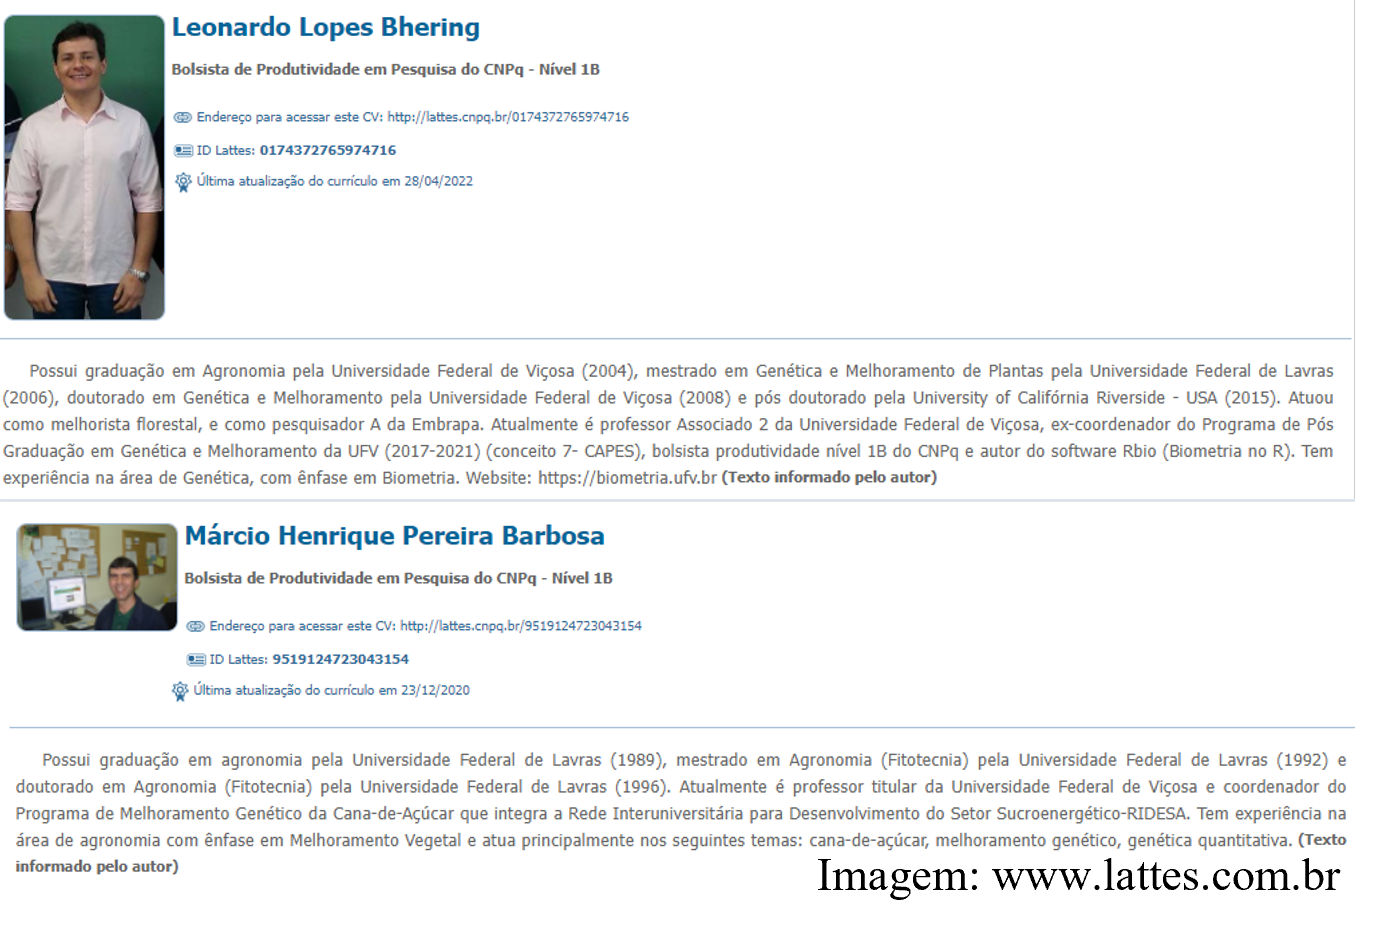 Leonardo Lopes Bhering
Bolsista de Produtividade em Pesquisa do CNPq - Nível 1B
Endereço para acessar este CV: http://lattes.cnpq.br/0174372765974716
ID Lattes: 0174372765974716
Última atualização do currículo em 28/04/2022
Possui graduação em Agronomia pela Universidade Federal de Viçosa (2004), mestrado em Genética e Melhoramento de Plantas pela Universidade Federal de Lavras
(2006), doutorado em Genética e Melhoramento pela Universidade Federal de Viçosa (2008) e pós doutorado pela University of Califórnia Riverside - USA (2015). Atuou
como melhorista florestal, e como pesquisador A da Embrapa. Atualmente é professor Associado 2 da Universidade Federal de Viçosa, ex-coordenador do Programa de Pós
Graduação em Genética e Melhoramento da UFV (2017-2021) (conceito 7- CAPES), bolsista produtividade nível 1B do CNPq e autor do software Rbio (Biometria no R). Tem
experiência na área de Genética, com ênfase em Biometria. Website: https://biometria.ufv.br (Texto informado pelo autor)
Márcio Henrique Pereira Barbosa
Bolsista de Produtividade em Pesquisa do CNPq - Nível 1B
Endereço para acessar este CV: http://lattes.cnpq.br/9519124723043154
ID Lattes: 9519124723043154
Última atualização do currículo em 23/12/2020
Possui graduação em agronomia pela Universidade Federal de Lavras (1989), mestrado em Agronomia (Fitotecnia) pela Universidade Federal de Lavras (1992) e
doutorado em Agronomia (Fitotecnia) pela Universidade Federal de Lavras (1996). Atualmente é professor titular da Universidade Federal de Viçosa e coordenador do
Programa de Melhoramento Genético da Cana-de-Açúcar que integra a Rede Interuniversitária para Desenvolvimento do Setor Sucroenergético-RIDESA. Tem experiência na
área de agronomia com ênfase em Melhoramento Vegetal e atua principalmente nos seguintes temas: cana-de-açúcar, melhoramento genético, genética quantitativa. (Texto
informado pelo autor)
Imagem: www.lattes.com.br